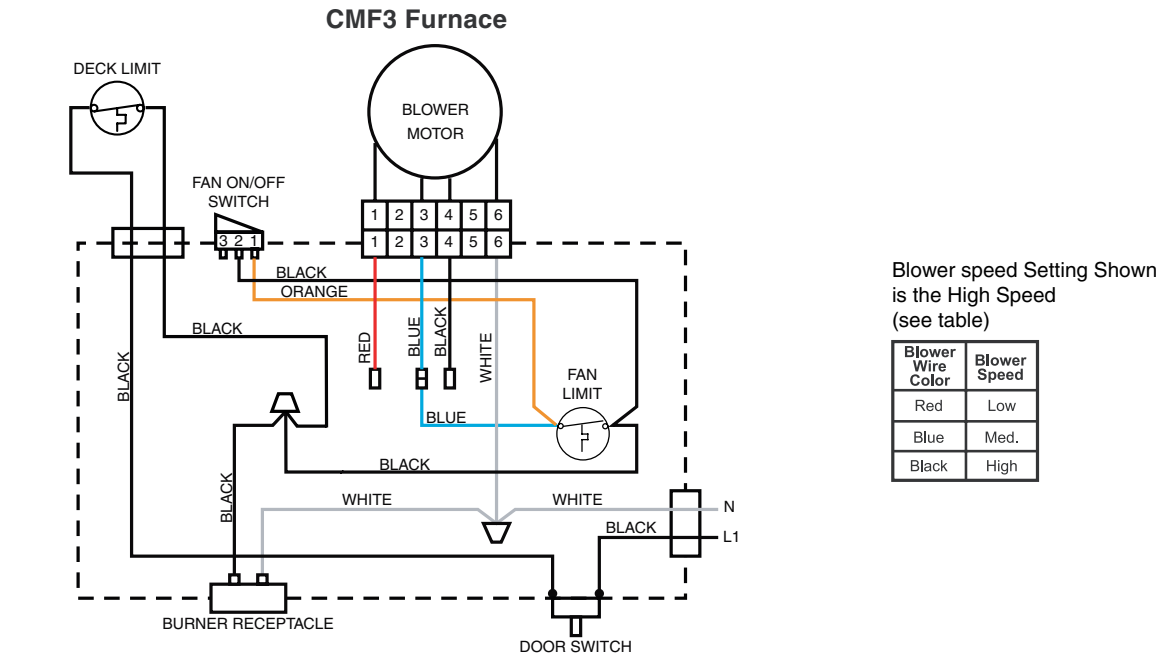 CMF3 Furnace
DECK LIMIT
BLOWER
MOTOR
FAN ON/OFF
SWITCH
1 2 3 4 5 6
3 2 1
1 2 3 4 5 6
BLACK
ORANGE
BLACK
RED
BLUE
BLACK
WHITE
BLACK
FAN
LIMIT
BLUE
BLACK
BLACK
WHITE
WHITE
N
BLACK
L1
BURNER RECEPTACLE
DOOR SWITCH
Blower speed Setting Shown
is the High Speed
(see table)
Blower
Wire
Color
Blower
Speed
Red Low
Blue Med.
Black High